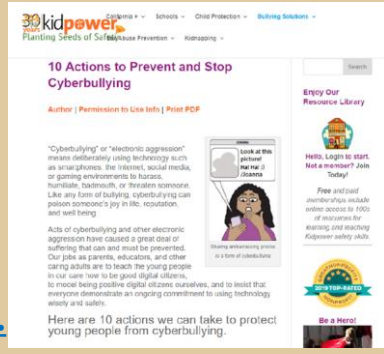 30 YEARS kidpower
Planting Seeds of Safety
California + Schools Child Protection Bullying Solutions
Abuse Prevention Kidnapping
10 Actions to Prevent and Stop
Cyberbullying
Author | Permission to Use Info | Print PDF
"Cyberbullying" or "electronic aggression"
means deliberately using technology such
as smartphones, the Internet, social media,
or gaming environments to harass,
humiliate, badmouth, or threaten someone.
Like any form of bullying, cyberbullying can
poison someone's joy in life, reputation,
and well being.
Look at this
picture!
Ha! Ha! :)
Joanna
Sharing embarrassing photos
is a form of cyberbullying
Acts of cyberbullying and other electronic
aggression have caused a great deal of
suffering that can and must be prevented.
Our jobs as parents, educators, and other
caring adults are to teach the young people
in our care how to be good digital citizens,
to model being positive digital citizens ourselves, and to insist that
everyone demonstrate an ongoing commitment to using technology
wisely and safely.
Here are 10 actions we can take to protect
young people from cyberbullying.
Search
Enjoy Our
Resource Library
Hello, Login to start.
Not a member? Join
Today!
Free and paid
memberships include
online access to 100s
of resources for
learning and teaching
Kidpower safety skills.
2019 TOP-RATED
NONPROFIT
Be a Hero!